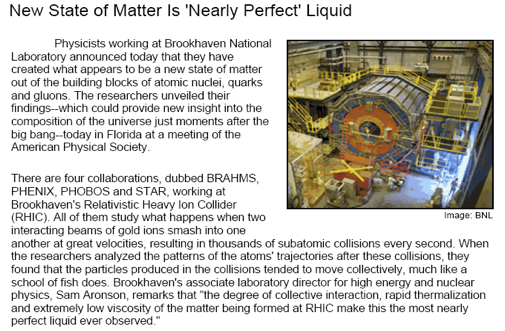 New State of Matter Is 'Nearly Perfect' Liquid
Physicists working at Brookhaven National
Laboratory announced today that they have
created what appears to be a new state of matter
out of the building blocks of atomic nuclei, quarks
and gluons. The researchers unveiled their
findings--which could provide new insight into the
composition of the universe just moments after the
big bang--today in Florida at a meeting of the
American Physical Society.
There are four collaborations, dubbed BRAHMS,
PHENIX, PHOBOS and STAR, working at
Brookhaven's Relativistic Heavy Ion Collider
(RHIC). All of them study what happens when two
interacting beams of gold ions smash into one
Image: BNL
another at great velocities, resulting in thousands of subatomic collisions every second. When
the researchers analyzed the patterns of the atoms' trajectories after these collisions, they
found that the particles produced in the collisions tended to move collectively, much like a
school of fish does. Brookhaven's associate laboratory director for high energy and nuclear
physics, Sam Aronson, remarks that "the degree of collective interaction, rapid thermalization
and extremely low viscosity of the matter being formed at RHIC make this the most nearly
perfect liquid ever observed."